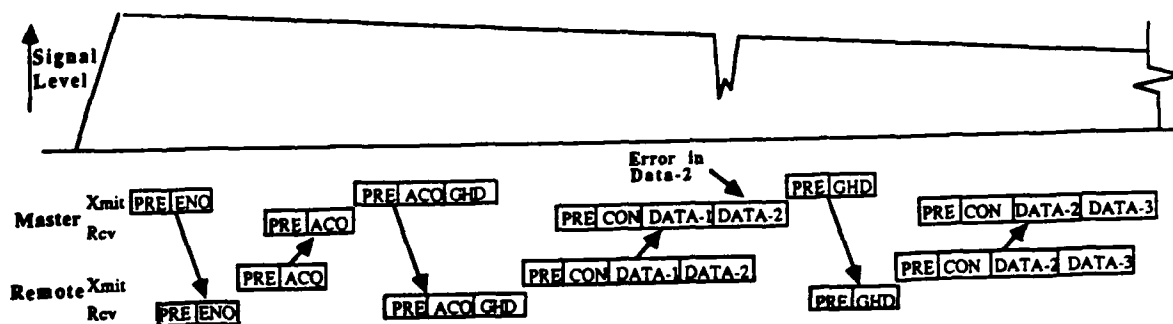 Signal
Level
Error in
Data-2
Master
Xmit
Rcv
PRE ENQ
PRE ACQ
PRE ACQ GHD
PRE CON DATA-1 DATA-2
PRE GHD
PRE CON DATA-2 DATA-3
Remote
Xmit
Rcv
PRE ENQ
PRE ACQ
PRE ACQ GHD
PRE CON DATA-1 DATA-2
PRE GHD
PRE CON DATA-2 DATA-3